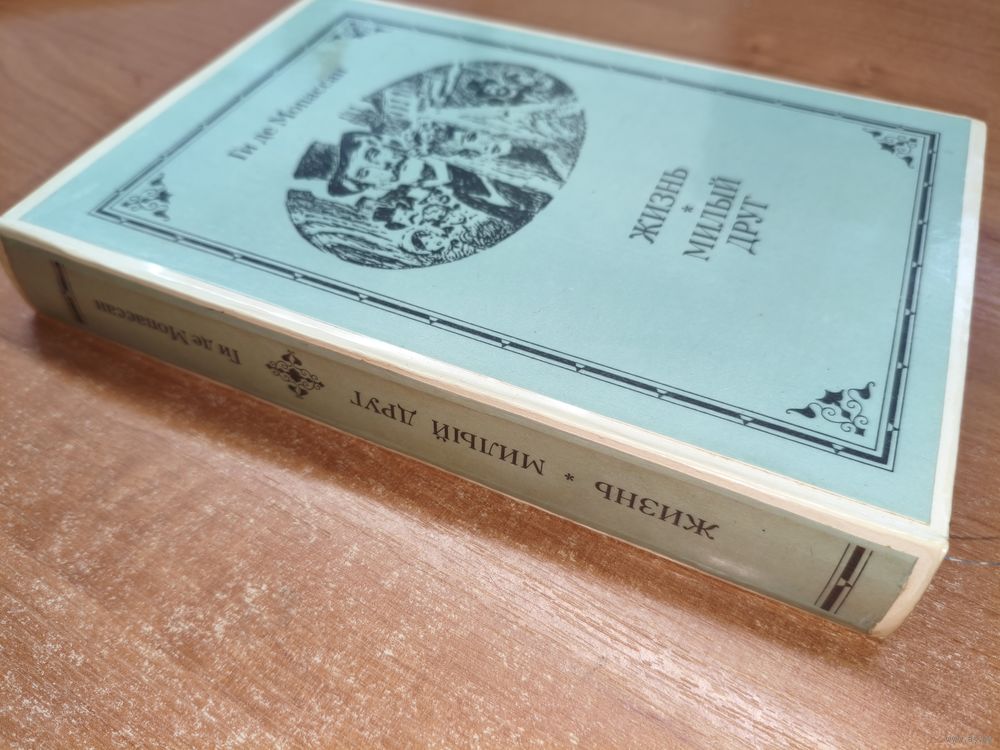 Ги де Мопассан
ЖИЗНЬ
*
МИЛЫЙ
ДРУГ
Ги де Мопассан
ЖИЗНЬ * МИЛЫЙ ДРУГ